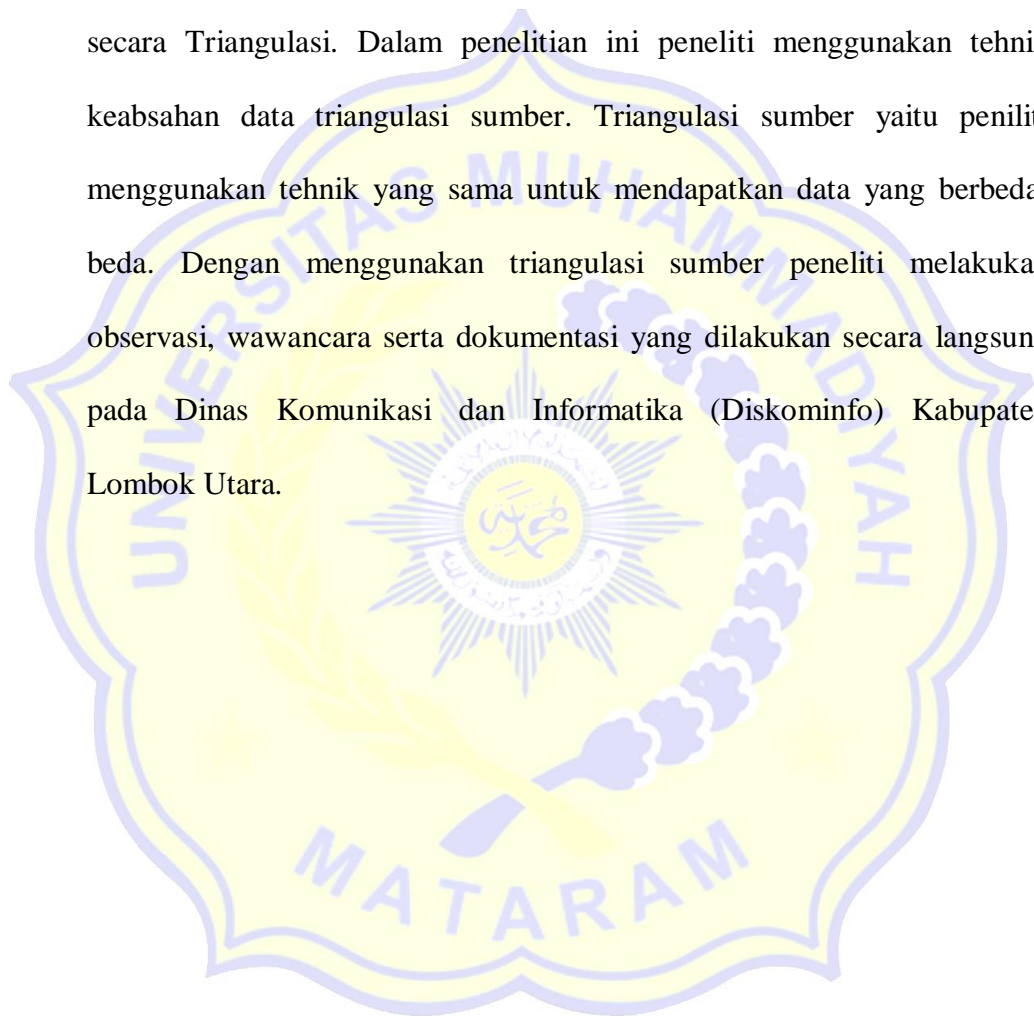 secara Triangulasi. Dalam penelitian ini peneliti menggunakan tehni
keabsahan data triangulasi sumber. Triangulasi sumber yaitu penilit
menggunakan tehnik yang sama untuk mendapatkan data yang berbeda
beda. Dengan menggunakan triangulasi sumber peneliti melakuka
observasi, wawancara serta dokumentasi yang dilakukan secara langsun
pada Dinas Komunikasi dan Informatika (Diskominfo) Kabupate
Lombok Utara.
UNIVERSITAS MUHAMMADIYAH
MATARAM